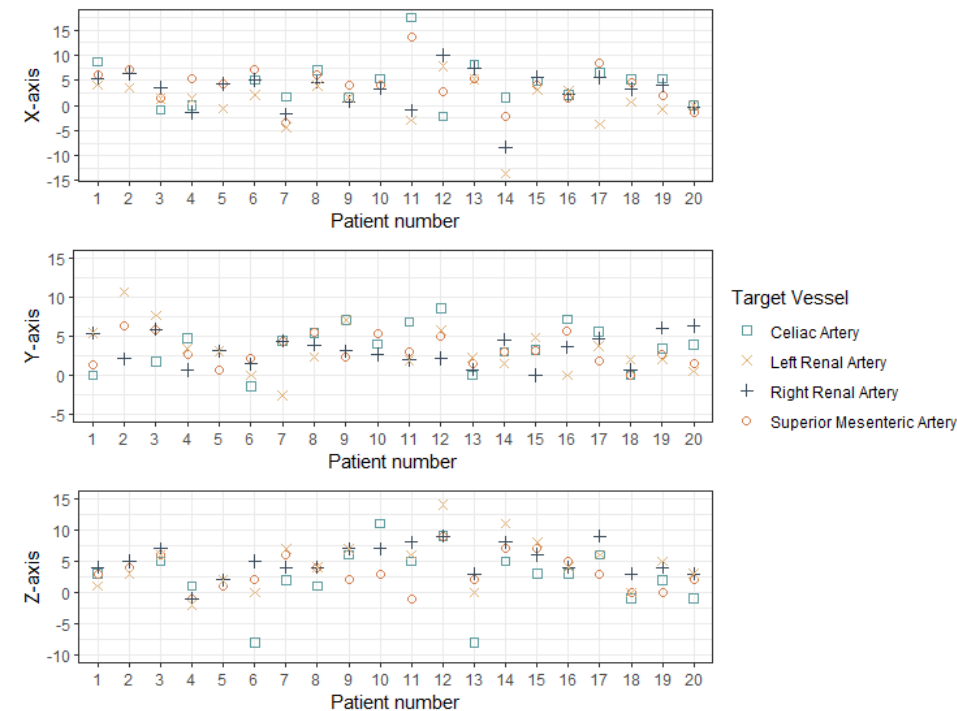 X-axis
15
10
5
0
-5
-10
-15
1 2 3 4 5 6 7 8 9 10 11 12 13 14 15 16 17 18 19 20
Patient number
Y-axis
15
10
5
0
-5
1 2 3 4 5 6 7 8 9 10 11 12 13 14 15 16 17 18 19 20
Patient number
Target Vessel
Celiac Artery
Left Renal Artery
Right Renal Artery
Superior Mesenteric Artery
Z-axis
15
10
5
0
-5
-10
1 2 3 4 5 6 7 8 9 10 11 12 13 14 15 16 17 18 19 20
Patient number